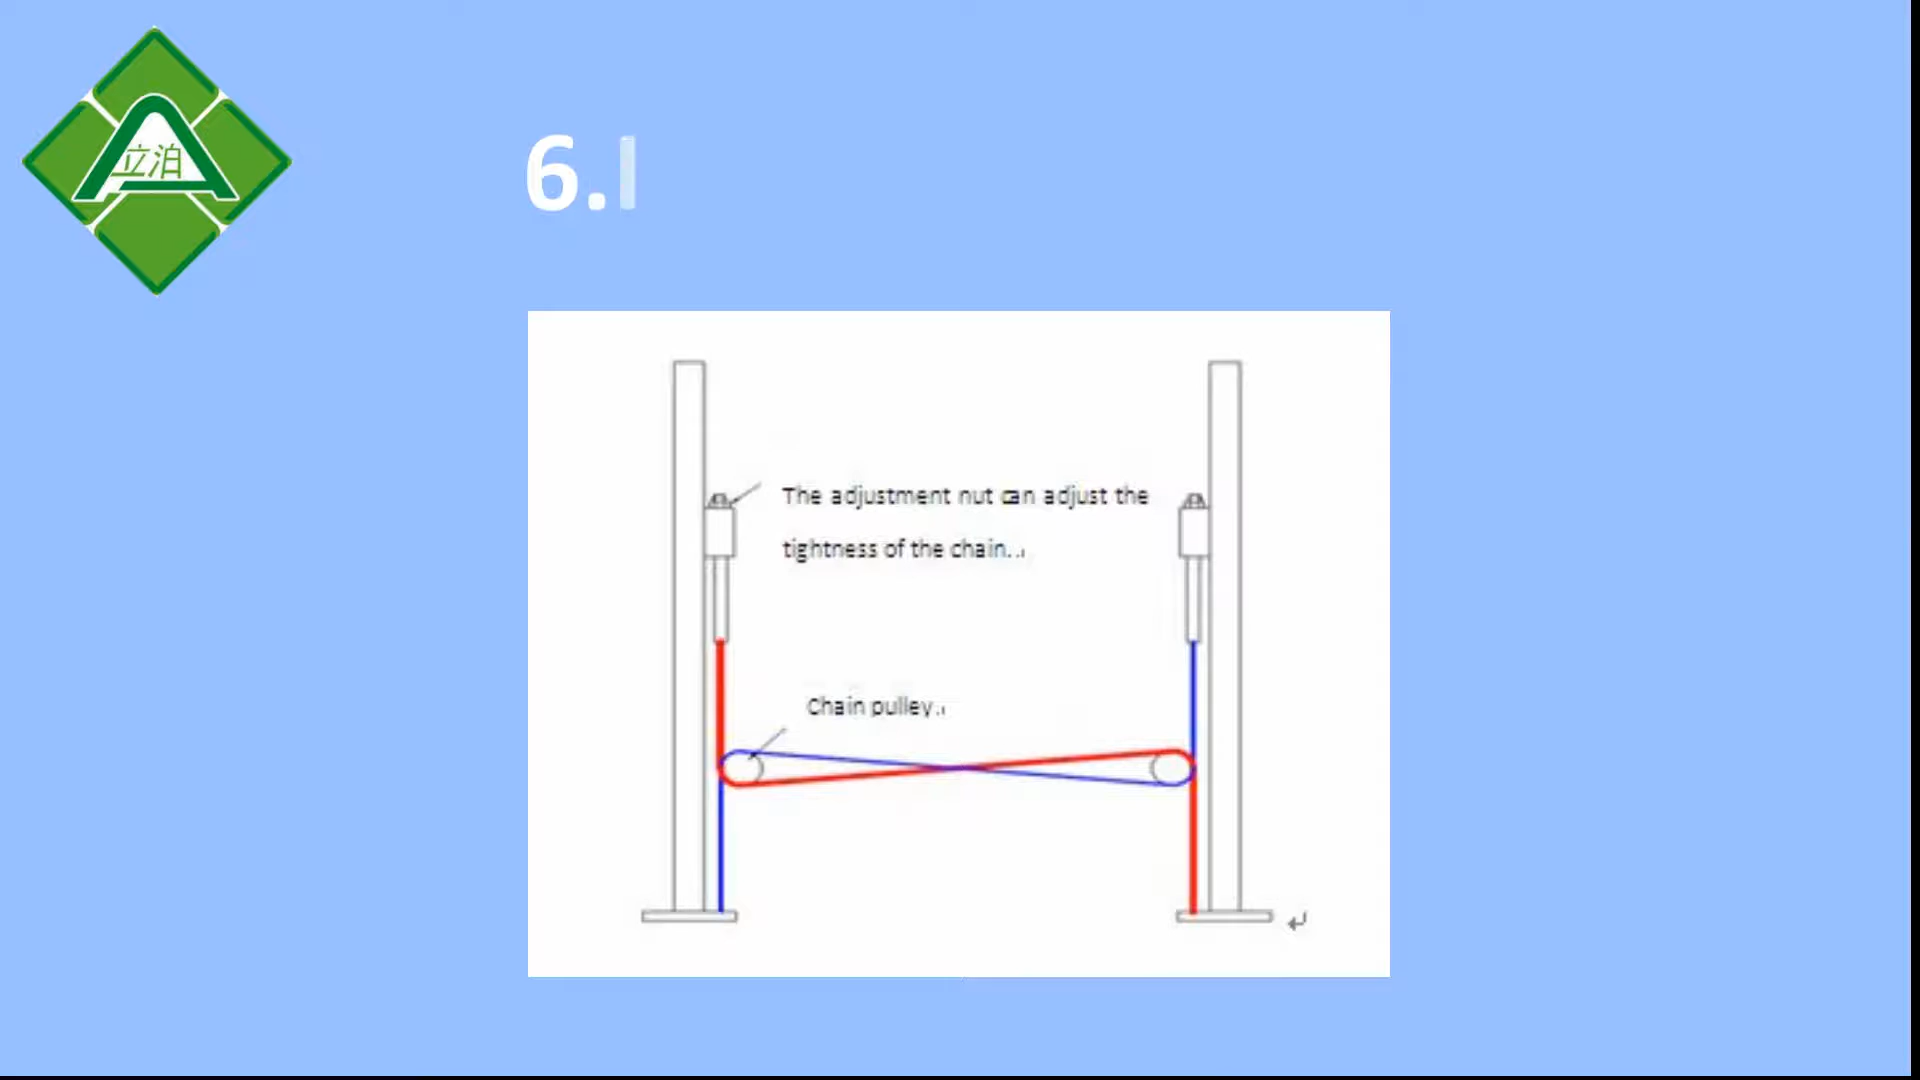 立泊
6.I
The adjustment nut can adjust the
tightness of the chain.
Chain pulley.